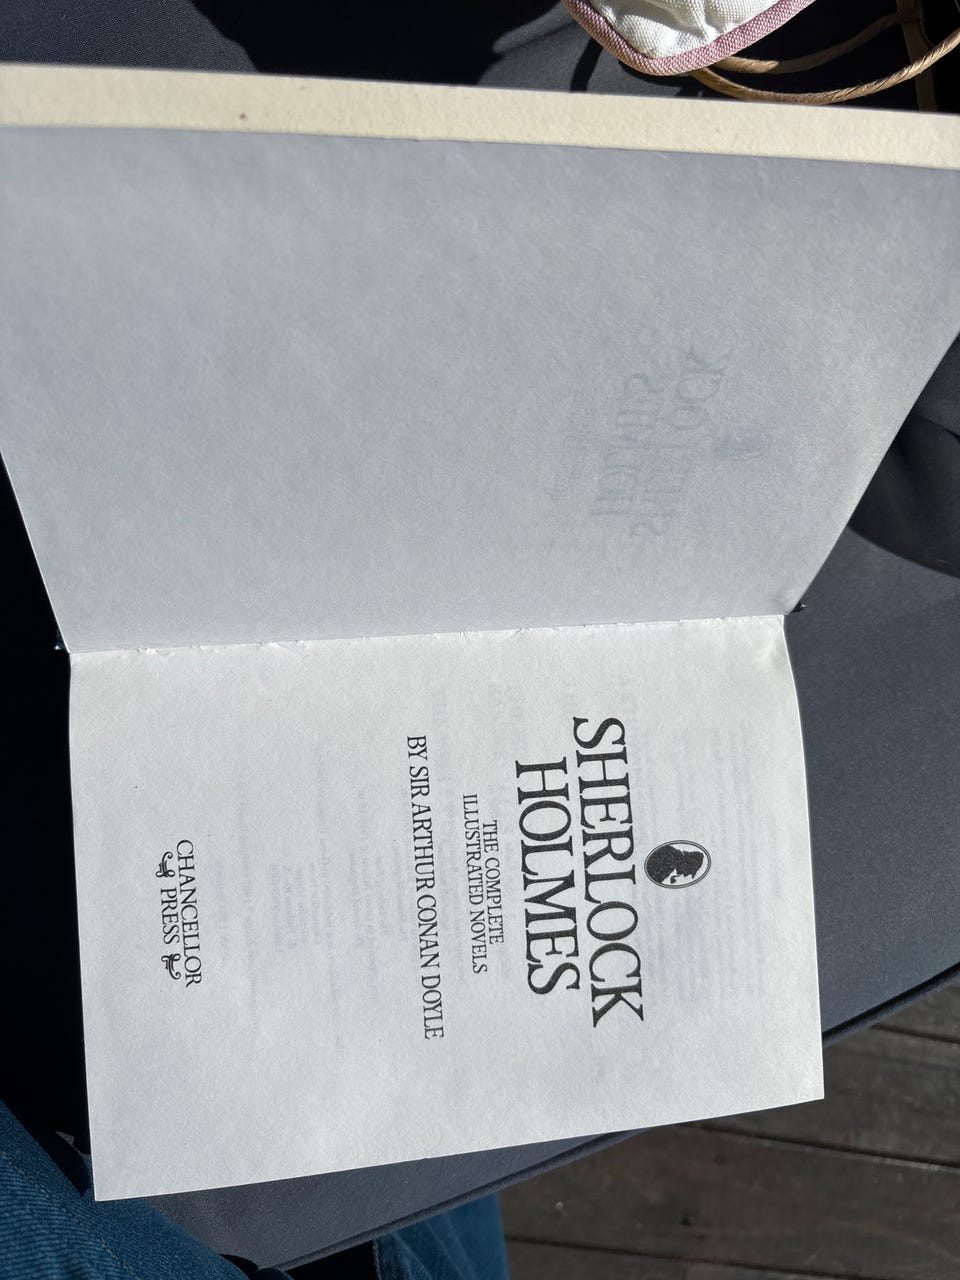 SHERLOCK
HOLMES
THE COMPLETE
ILLUSTRATED NOVELS
BY SIR ARTHUR CONAN DOYLE
CHANCELLOR
PRESS